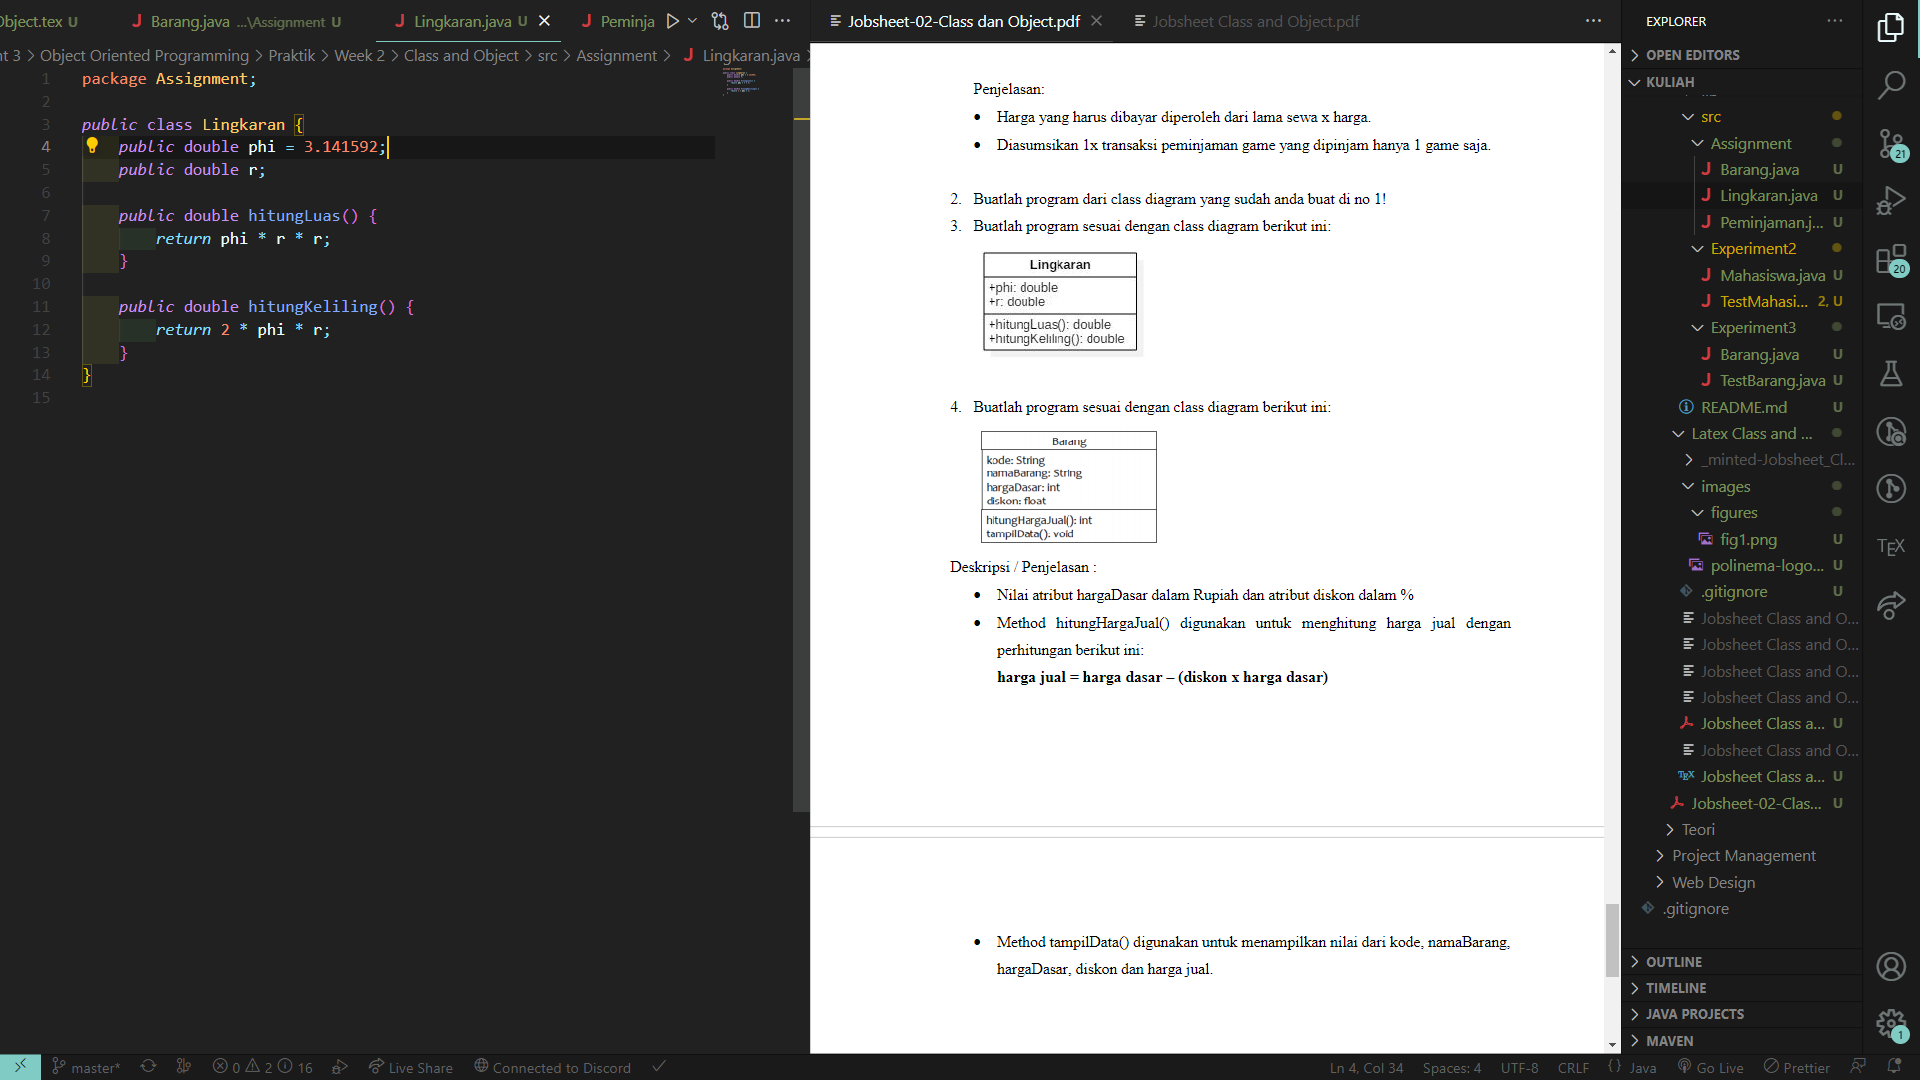 Object.tex U
Barang.java ...\Assignment U
Lingkaran.java U
Peminja
nt 3 > Object Oriented Programming > Praktik > Week 2 > Class and Object > src > Assignment > Lingkaran.java >
1 package Assignment;
2
3 public class Lingkaran {
4 public double phi = 3.141592;
5 public double r;
6
7 public double hitungLuas() {
8 return phi * r * r;
9 }
10
11 public double hitungKeliling() {
12 return 2 * phi * r;
13 }
14 }
15
Jobsheet-02-Class dan Object.pdf
Jobsheet Class and Object.pdf
Penjelasan:
• Harga yang harus dibayar diperoleh dari lama sewa x harga.
• Diasumsikan 1x transaksi peminjaman game yang dipinjam hanya 1 game saja.
2. Buatlah program dari class diagram yang sudah anda buat di no 1!
3. Buatlah program sesuai dengan class diagram berikut ini:
Lingkaran
+phi: double
+r: double
+hitungLuas(): double
+hitungKeliling(): double
4. Buatlah program sesuai dengan class diagram berikut ini:
Barang
kode: String
namaBarang: String
hargaDasar: int
diskon: float
hitungHargaJual(): int
tampilData(): void
Deskripsi / Penjelasan :
• Nilai atribut hargaDasar dalam Rupiah dan atribut diskon dalam %
• Method hitungHargaJual() digunakan untuk menghitung harga jual dengan
perhitungan berikut ini:
harga jual = harga dasar – (diskon x harga dasar)
• Method tampilData() digunakan untuk menampilkan nilai dari kode, namaBarang,
hargaDasar, diskon dan harga jual.
EXPLORER
OPEN EDITORS
KULIAH
src
Assignment
Barang.java U
Lingkaran.java U
Peminjaman.j... U
Experiment2
Mahasiswa.java U
TestMahasi... 2, U
Experiment3
Barang.java U
TestBarang.java U
README.md U
Latex Class and ...
_minted-Jobsheet_Cl...
images
figures
fig1.png U
polinema-logo... U
.gitignore U
Jobsheet Class and O...
Jobsheet Class and O...
Jobsheet Class and O...
Jobsheet Class and O...
Jobsheet Class a... U
Jobsheet Class and O...
TEX Jobsheet Class a... U
Jobsheet-02-Clas... U
Teori
Project Management
Web Design
.gitignore
OUTLINE
TIMELINE
JAVA PROJECTS
MAVEN
21
20
TEX
1
master*
0 2 16
Live Share
Connected to Discord
Ln 4, Col 34
Spaces: 4
UTF-8
CRLF
{} Java
Go Live
Prettier